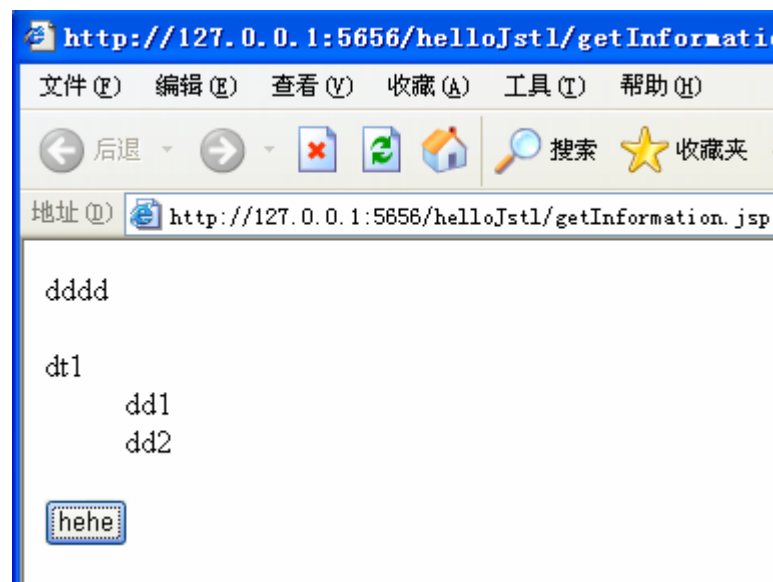 http://127.0.0.1:5656/helloJstl/getInformati
文件(F) 编辑(E) 查看(V) 收藏(A) 工具(T) 帮助(H)
后退 搜索 收藏夹
地址(D) http://127.0.0.1:5656/helloJstl/getInformation.jsp
dddd
dt1
dd1
dd2
hehe